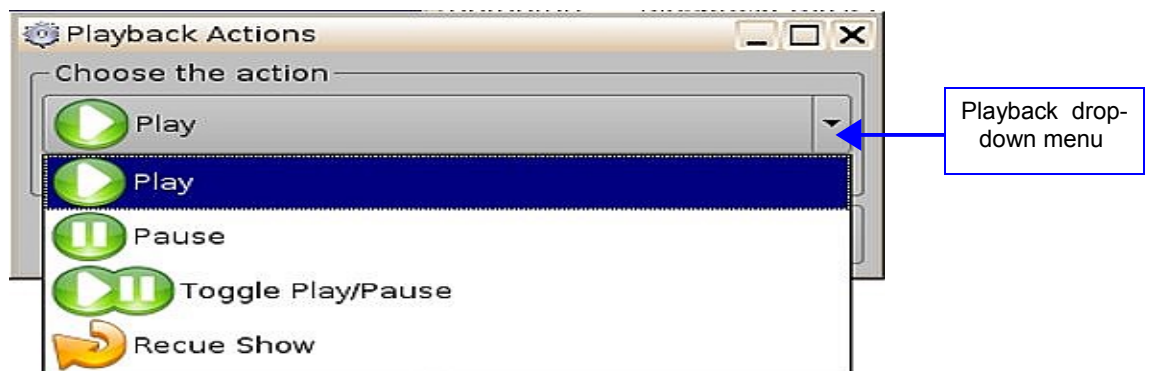 Playback Actions
Choose the action
Play
Play
Pause
Toggle Play/Pause
Recue Show
Playback drop-
down menu